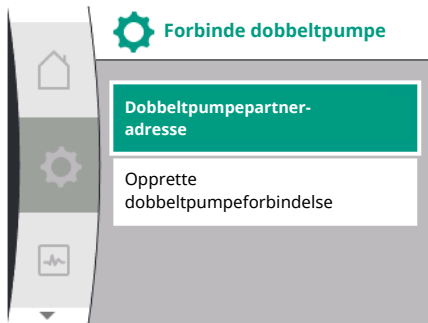 Forbinde dobbeltpumpe
Dobbeltpumpepartner-
adresse
Opprette
dobbeltpumpeforbindelse